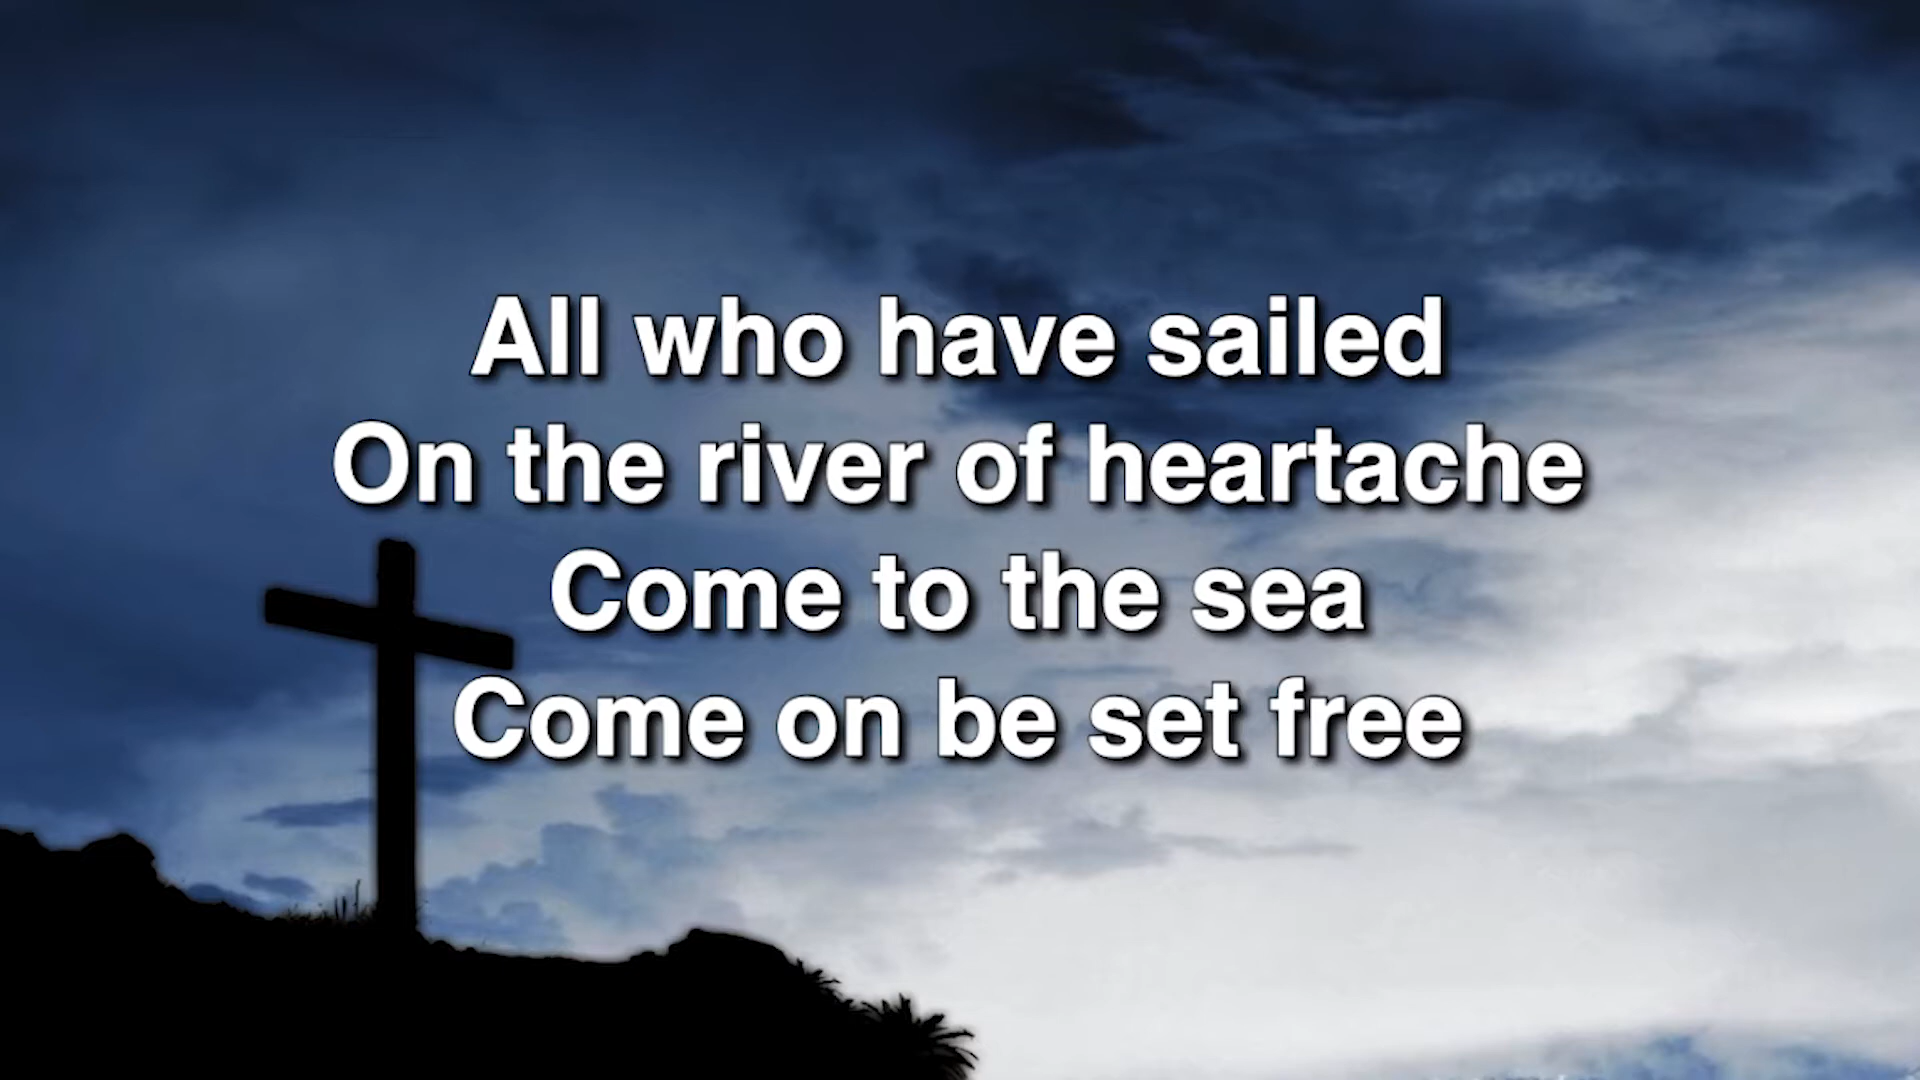 All who have sailed
On the river of heartache
Come to the sea
Come on be set free